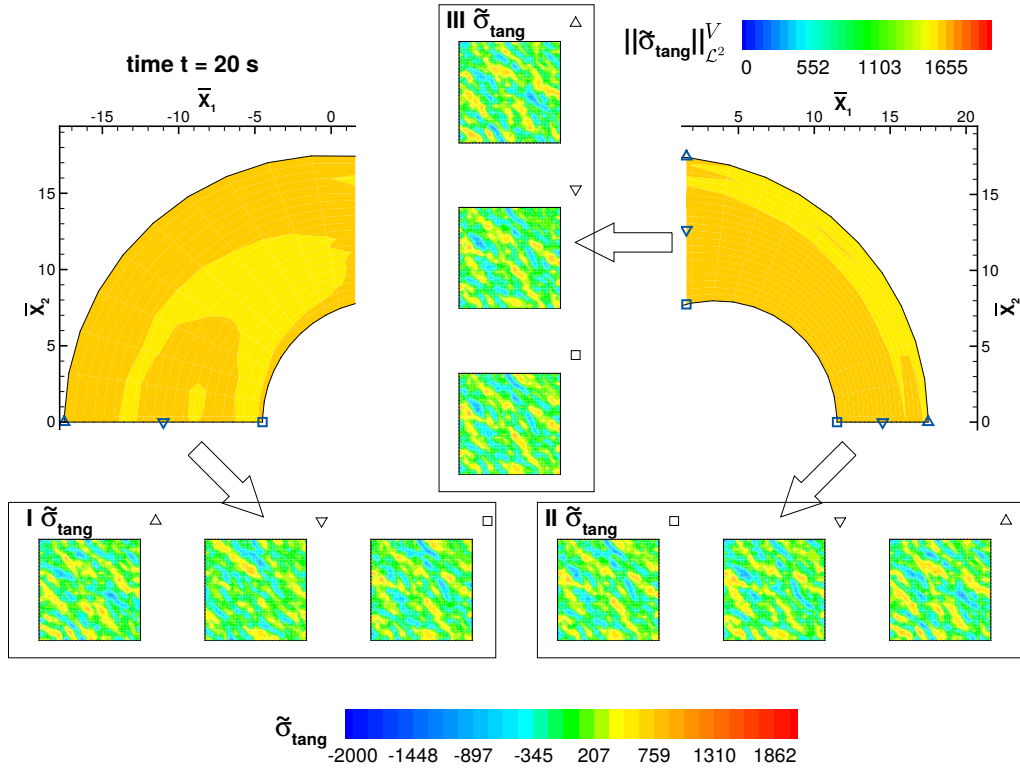 III σ̃tang
||σ̃tang||ᵛ_ℒ²
0 552 1103 1655
time t = 20 s
X̄1
-15 -10 -5 0
X̄1
5 10 15 20
15
10
5
0
X̄2
15
10
5
0
X̄2
I σ̃tang
II σ̃tang
σ̃tang
-2000 -1448 -897 -345 207 759 1310 1862